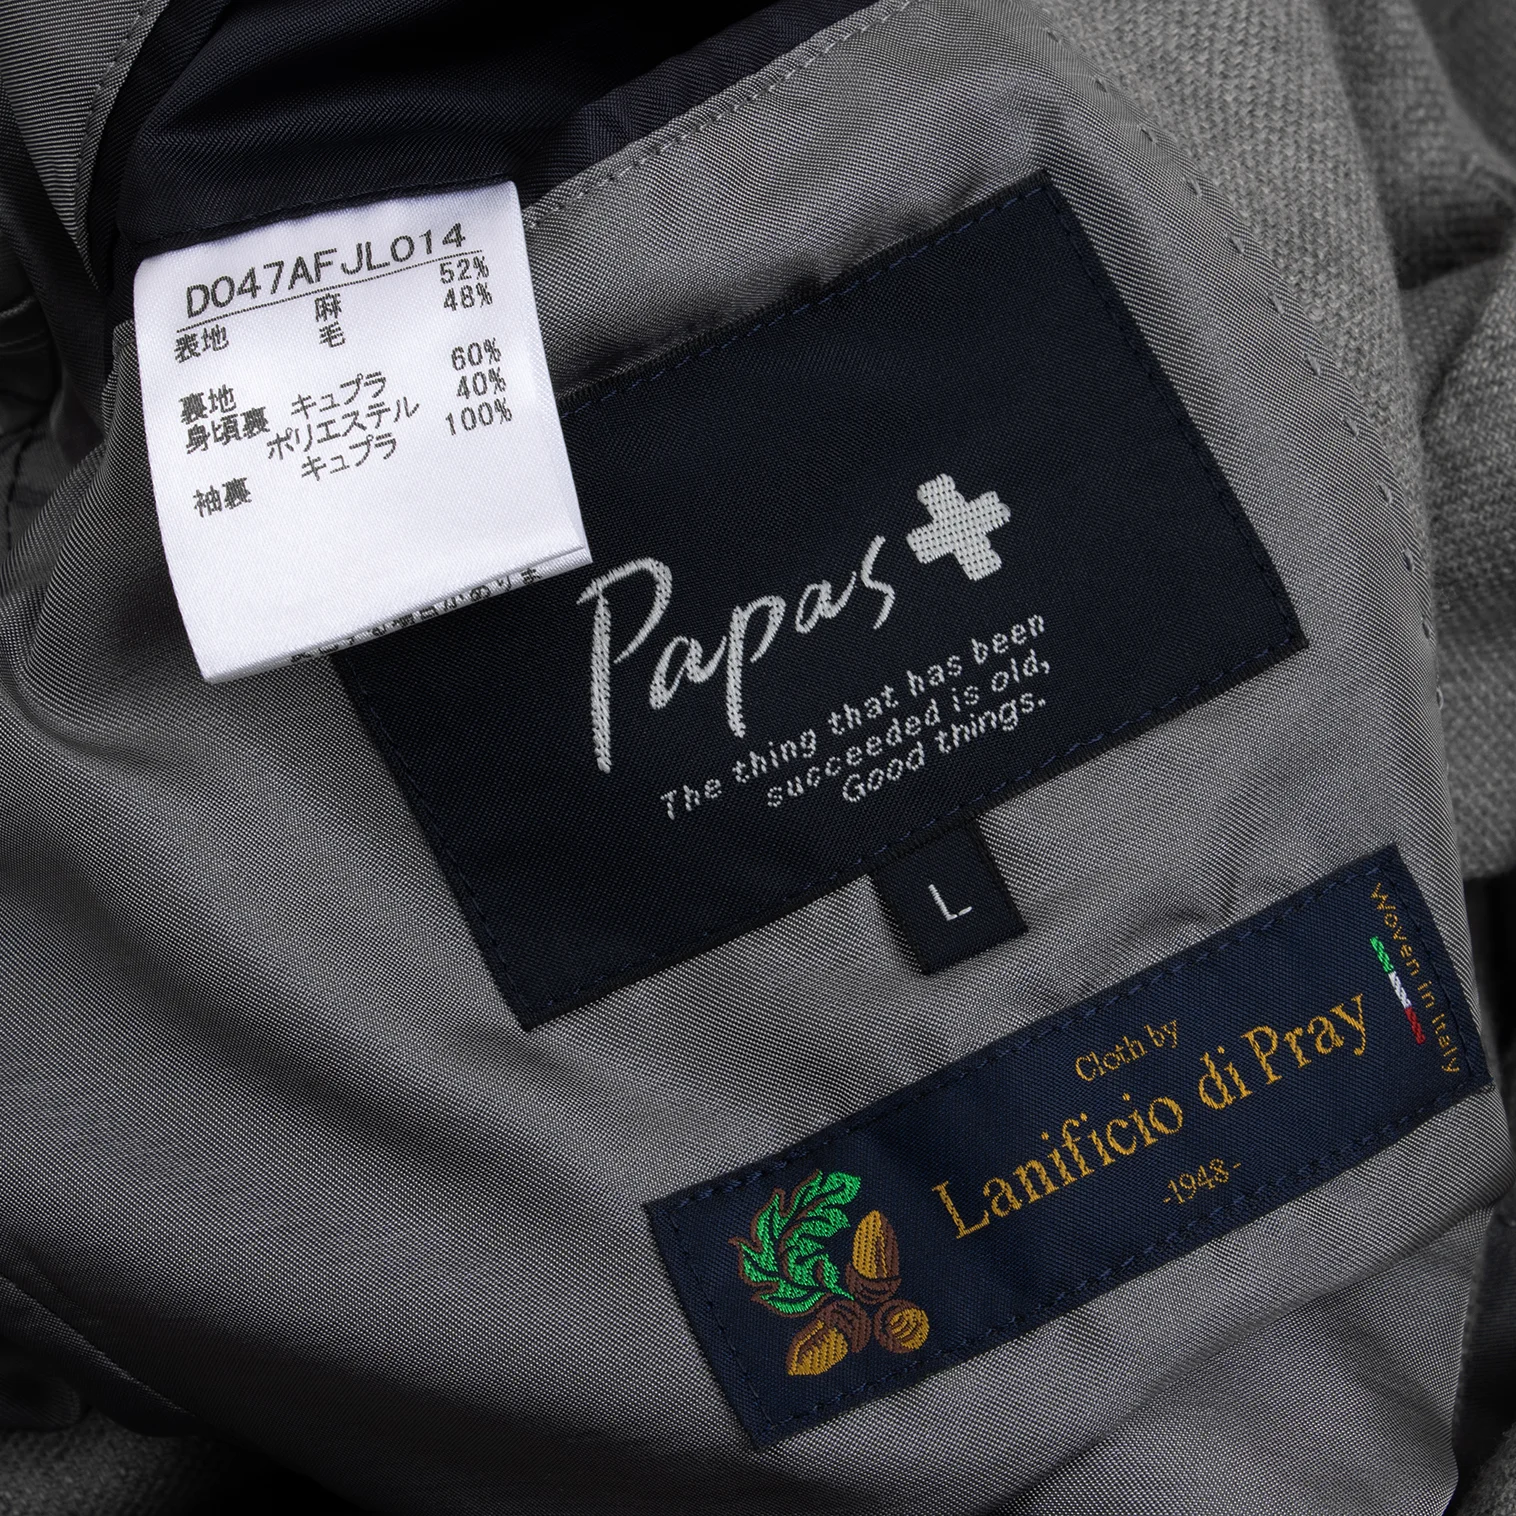 D047AFJL014
表地 麻 52%
毛 48%
裏地
身頃裏 キュプラ 60%
ポリエステル 40%
袖裏 キュプラ 100%
Papas
The thing that has been
succeeded is old,
Good things.
L
Cloth by
Lanificio di Pray
-1948-
Woven in Italy